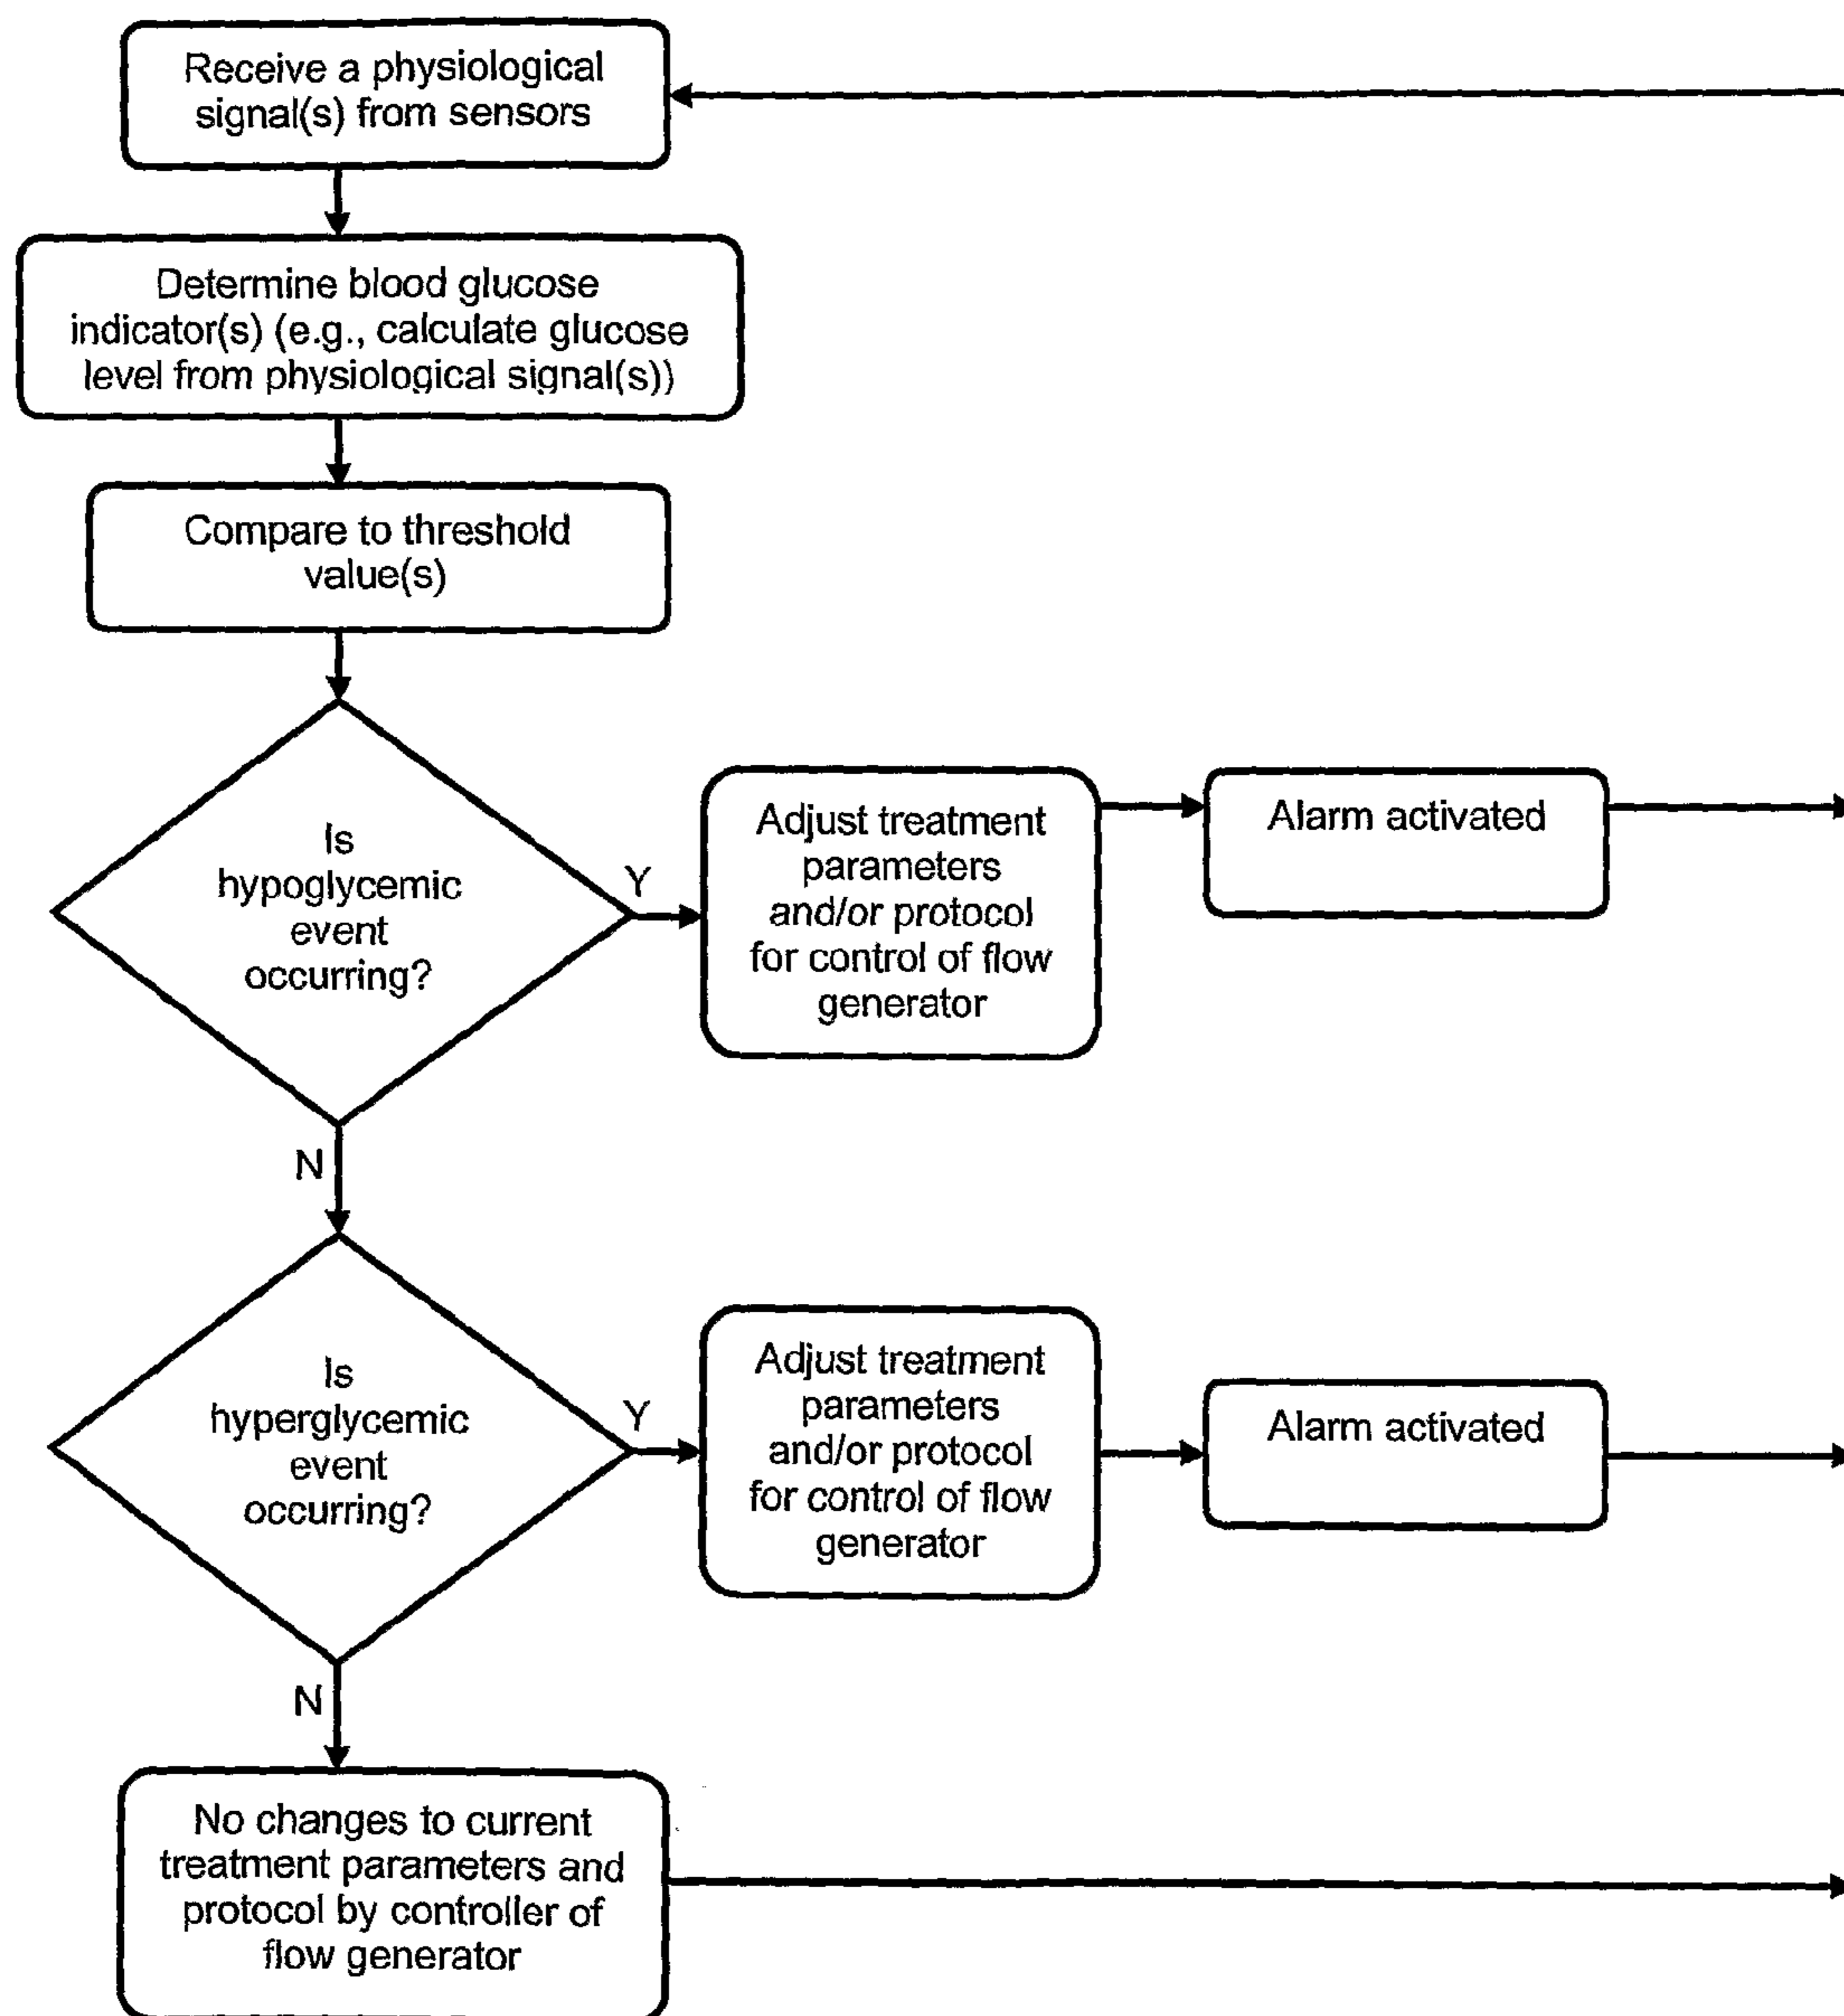 Receive a physiological
signal(s) from sensors
Determine blood glucose
indicator(s) (e.g., calculate glucose
level from physiological signal(s))
Compare to threshold
value(s)
Is
hypoglycemic
event
occurring?
Y
Adjust treatment
parameters
and/or protocol
for control of flow
generator
Alarm activated
N
Is
hyperglycemic
event
occurring?
Y
Adjust treatment
parameters
and/or protocol
for control of flow
generator
Alarm activated
N
No changes to current
treatment parameters and
protocol by controller of
flow generator